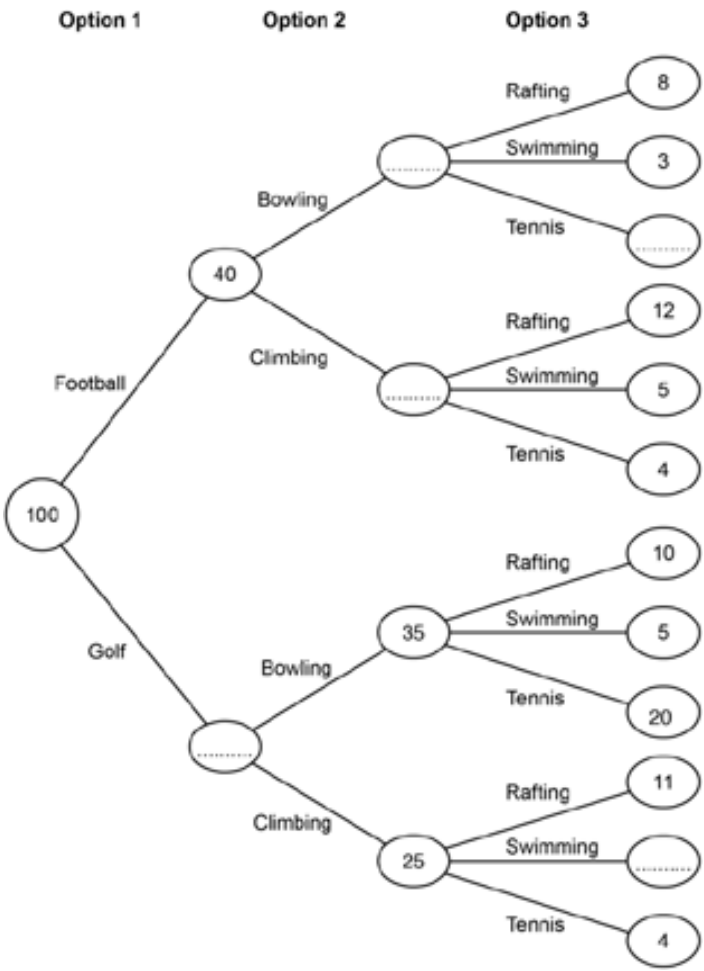 Option 1 Option 2 Option 3
Rafting 8
Swimming 3
..........
Bowling
Tennis
..........
40
Rafting 12
Climbing
Football
Swimming 5
..........
Tennis 4
100
Rafting 10
Golf
Swimming 5
35
Bowling
Tennis 20
..........
Rafting 11
Climbing
Swimming ..........
25
Tennis 4